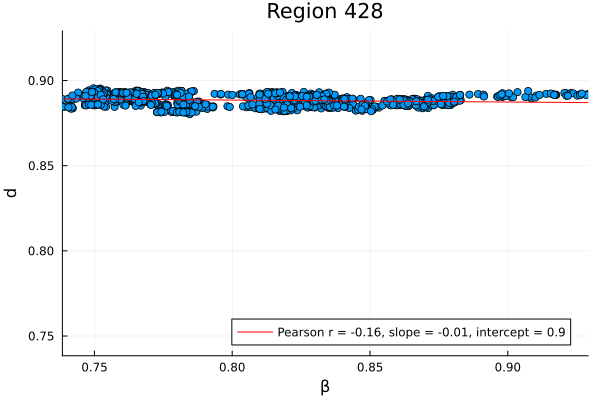 Region 428
0.90
0.85
d
0.80
0.75
Pearson r = -0.16, slope = -0.01, intercept = 0.9
0.75 0.80 0.85 0.90
β